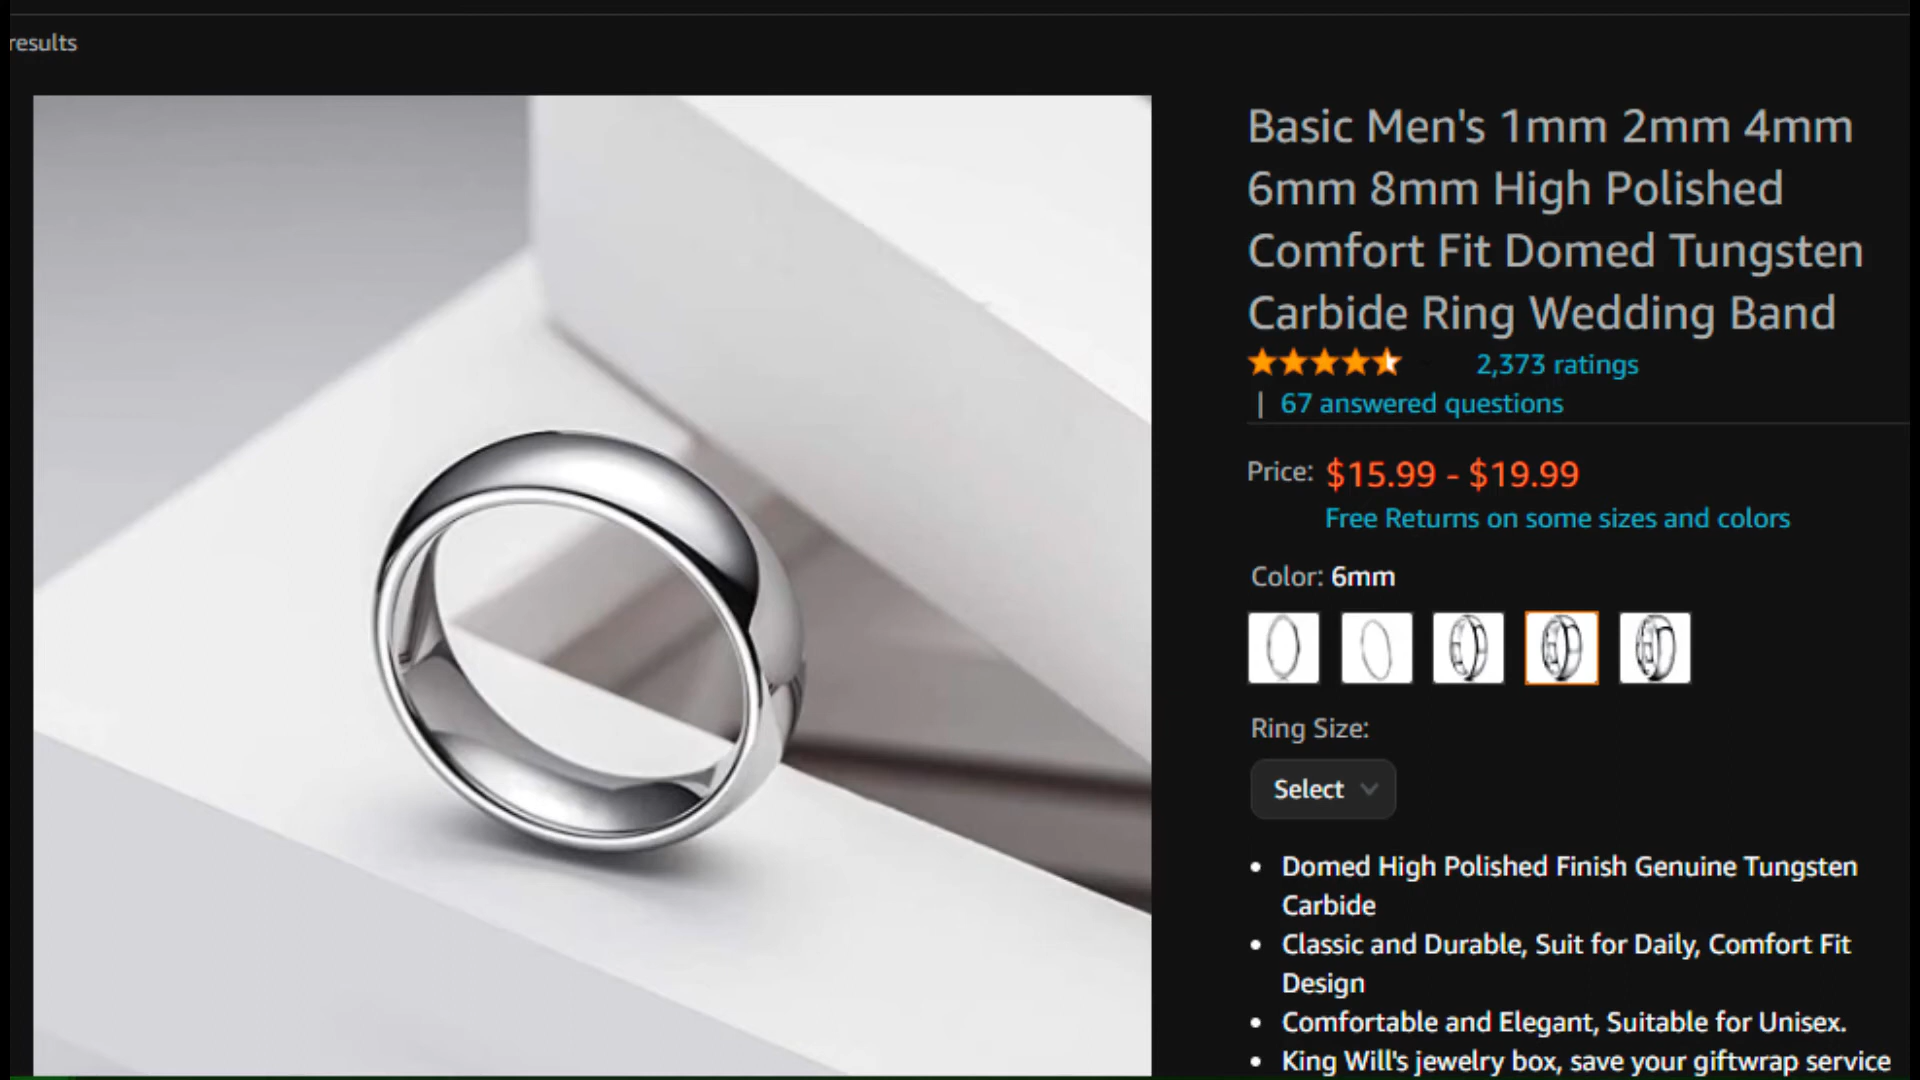 results
Basic Men's 1mm 2mm 4mm
6mm 8mm High Polished
Comfort Fit Domed Tungsten
Carbide Ring Wedding Band
2,373 ratings
| 67 answered questions
Price: $15.99 - $19.99
Free Returns on some sizes and colors
Color: 6mm
Ring Size:
Select
• Domed High Polished Finish Genuine Tungsten
Carbide
• Classic and Durable, Suit for Daily, Comfort Fit
Design
• Comfortable and Elegant, Suitable for Unisex.
• King Will's jewelry box, save your giftwrap service